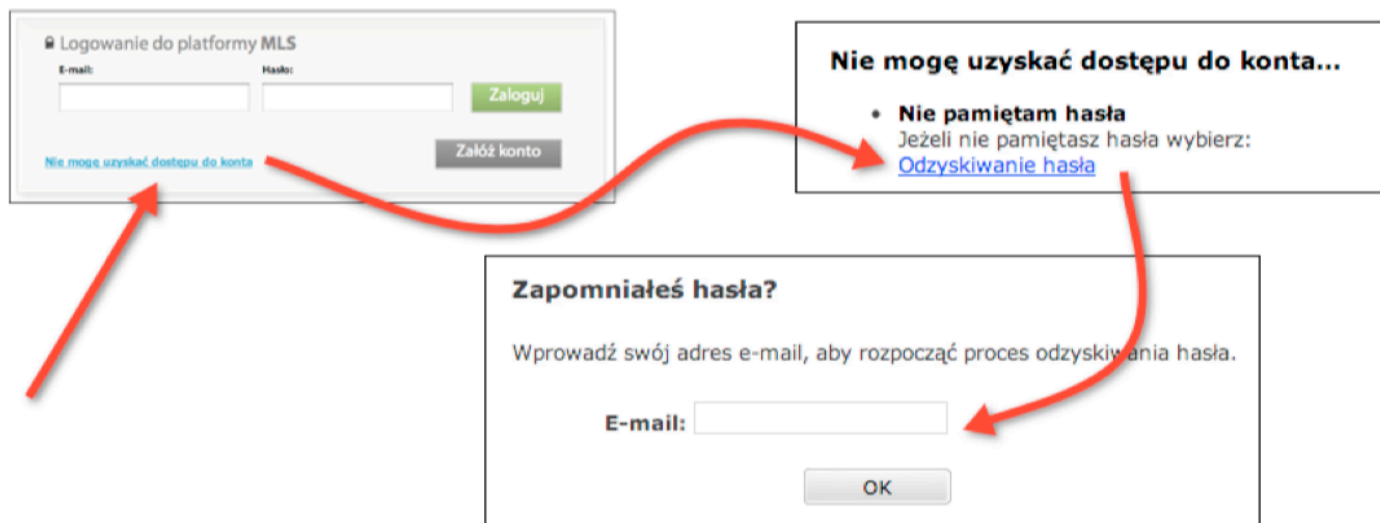 Logowanie do platformy MLS
E-mail: Hasło:
Zaloguj
Nie mogę uzyskać dostępu do konta Załóż konto
Nie mogę uzyskać dostępu do konta...
• Nie pamiętam hasła
Jeżeli nie pamiętasz hasła wybierz:
Odzyskiwanie hasła
Zapomniałeś hasła?
Wprowadź swój adres e-mail, aby rozpocząć proces odzyskiwania hasła.
E-mail:
OK